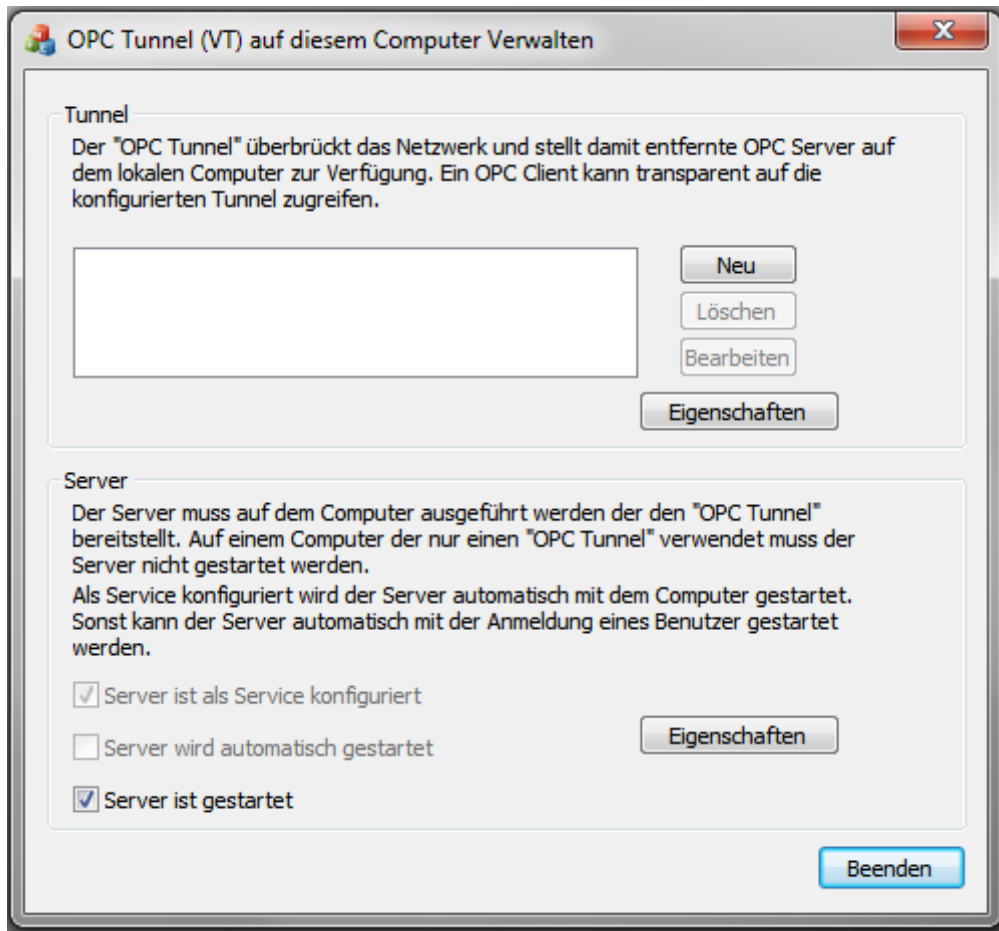 OPC Tunnel (VT) auf diesem Computer Verwalten
Tunnel
Der "OPC Tunnel" überbrückt das Netzwerk und stellt damit entfernte OPC Server auf
dem lokalen Computer zur Verfügung. Ein OPC Client kann transparent auf die
konfigurierten Tunnel zugreifen.
Neu
Löschen
Bearbeiten
Eigenschaften
Server
Der Server muss auf dem Computer ausgeführt werden der den "OPC Tunnel"
bereitstellt. Auf einem Computer der nur einen "OPC Tunnel" verwendet muss der
Server nicht gestartet werden.
Als Service konfiguriert wird der Server automatisch mit dem Computer gestartet.
Sonst kann der Server automatisch mit der Anmeldung eines Benutzer gestartet
werden.
Server ist als Service konfiguriert
Eigenschaften
Server wird automatisch gestartet
Server ist gestartet
Beenden